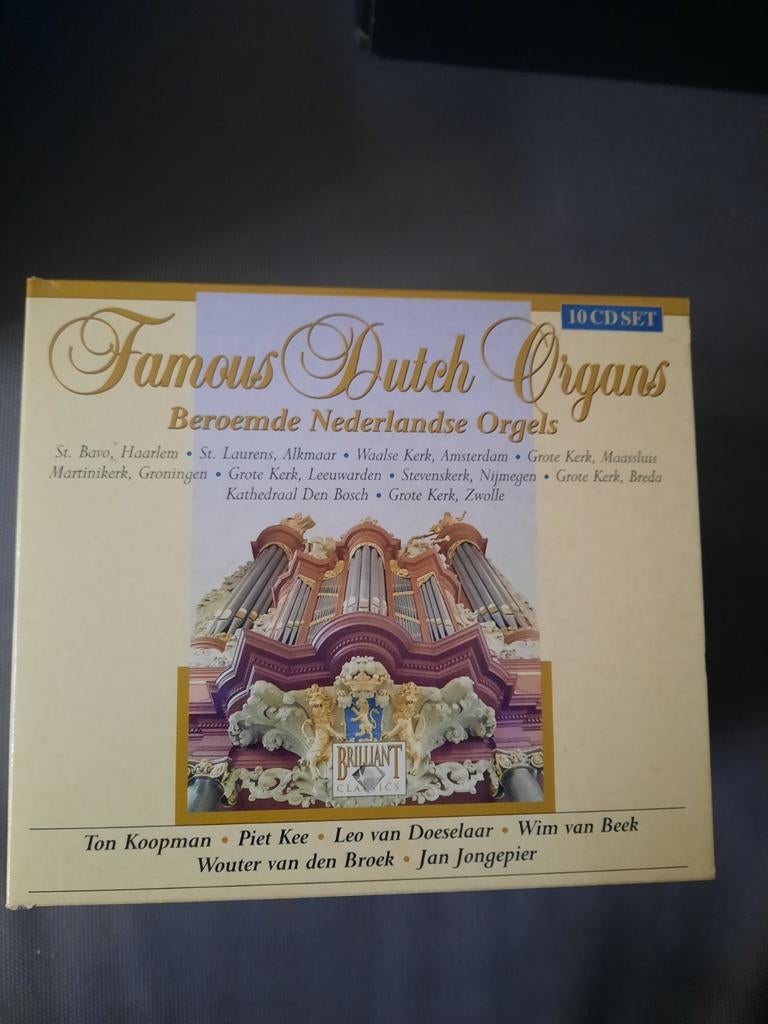 10 CD SET
Famous Dutch Organs
Beroemde Nederlandse Orgels
St. Bavo, Haarlem • St. Laurens, Alkmaar • Waalse Kerk, Amsterdam • Grote Kerk, Maassluis
Martinikerk, Groningen • Grote Kerk, Leeuwarden • Stevenskerk, Nijmegen • Grote Kerk, Breda
Kathedraal Den Bosch • Grote Kerk, Zwolle
BRILLIANT
CLASSICS
Ton Koopman • Piet Kee • Leo van Doeselaar • Wim van Beek
Wouter van den Broek • Jan Jongepier